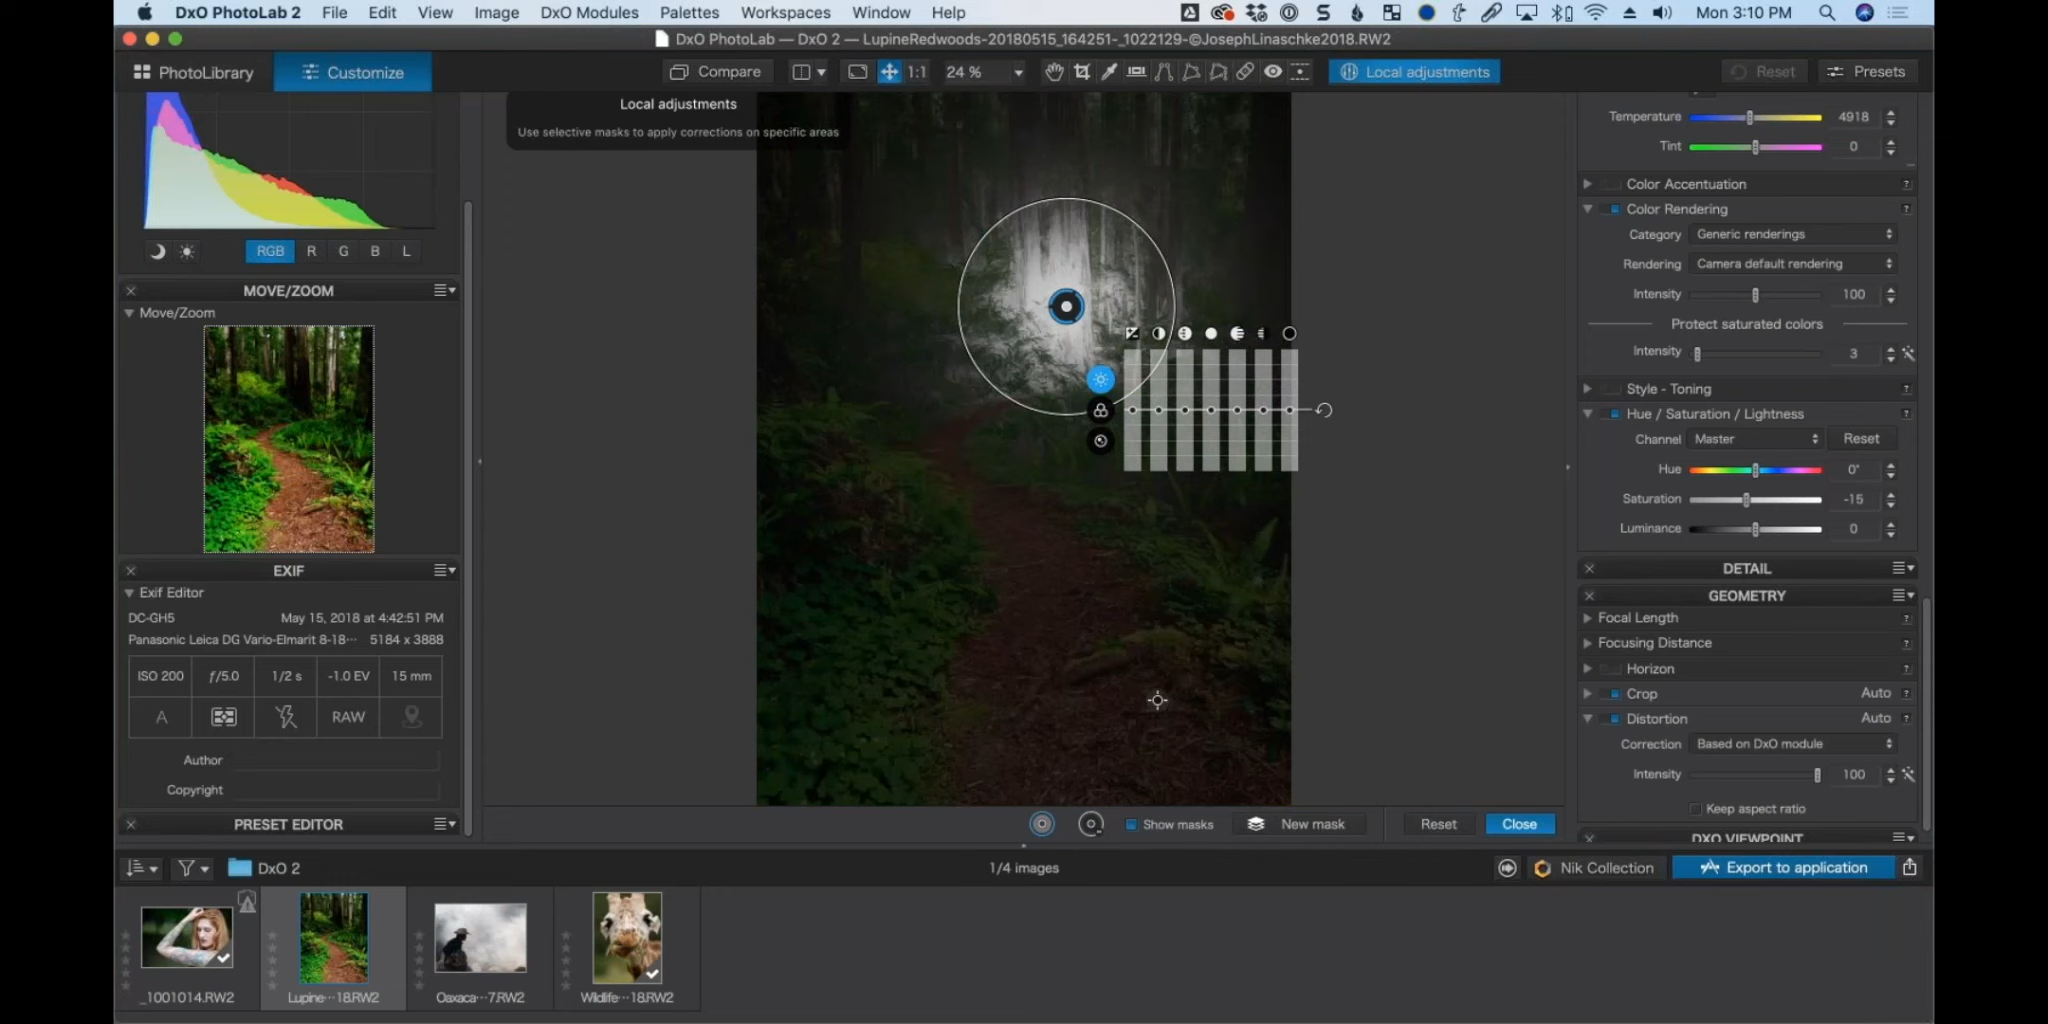 DxO PhotoLab 2 File Edit View Image DxO Modules Palettes Workspaces Window Help Mon 3:10 PM
DxO PhotoLab — DxO 2 — LupineRedwoods-20180515_164251-_1022129-©JosephLinaschke2018.RW2
PhotoLibrary Customize Compare 1:1 24 % Local adjustments Reset Presets
Local adjustments
Use selective masks to apply corrections on specific areas
RGB R G B L
MOVE/ZOOM
Move/Zoom
EXIF
Exif Editor
DC-GH5 May 15, 2018 at 4:42:51 PM
Panasonic Leica DG Vario-Elmarit 8-18··· 5184 x 3888
ISO 200 ƒ/5.0 1/2 s -1.0 EV 15 mm
A RAW
Author
Copyright
PRESET EDITOR
Temperature 4918
Tint 0
Color Accentuation ?
Color Rendering ?
Category Generic renderings
Rendering Camera default rendering
Intensity 100
Protect saturated colors
Intensity 3
Style - Toning ?
Hue / Saturation / Lightness ?
Channel Master Reset
Hue 0°
Saturation -15
Luminance 0
DETAIL
GEOMETRY
Focal Length ?
Focusing Distance ?
Horizon ?
Crop Auto ?
Distortion Auto ?
Correction Based on DxO module
Intensity 100
Keep aspect ratio
DXO VIEWPOINT
Show masks New mask Reset Close
DxO 2 1/4 images Nik Collection Export to application
_1001014.RW2 Lupine···18.RW2 Oaxaca···7.RW2 Wildlife···18.RW2